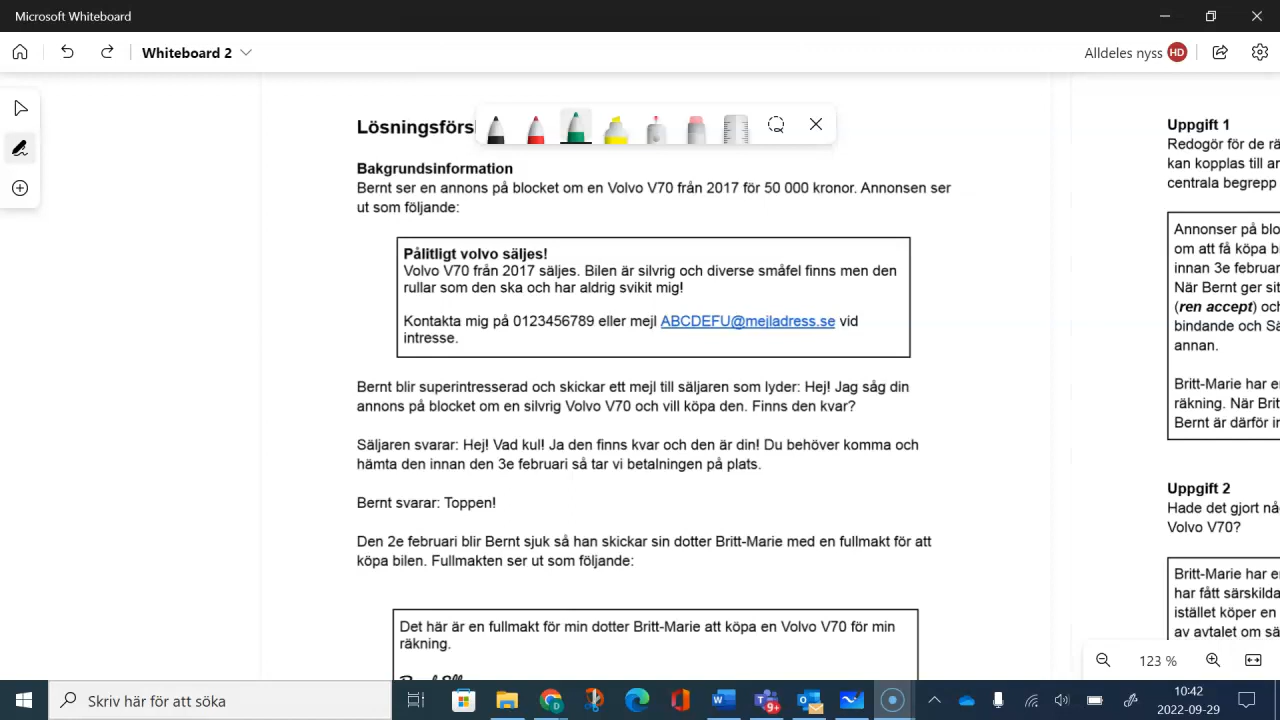 Microsoft Whiteboard
Whiteboard 2
Alldeles nyss HD
Lösningsförs
Bakgrundsinformation
Bernt ser en annons på blocket om en Volvo V70 från 2017 för 50 000 kronor. Annonsen ser
ut som följande:
Pålitligt volvo säljes!
Volvo V70 från 2017 säljes. Bilen är silvrig och diverse småfel finns men den
rullar som den ska och har aldrig svikit mig!
Kontakta mig på 0123456789 eller mejl ABCDEFU@mejladress.se vid
intresse.
Bernt blir superintresserad och skickar ett mejl till säljaren som lyder: Hej! Jag såg din
annons på blocket om en silvrig Volvo V70 och vill köpa den. Finns den kvar?
Säljaren svarar: Hej! Vad kul! Ja den finns kvar och den är din! Du behöver komma och
hämta den innan den 3e februari så tar vi betalningen på plats.
Bernt svarar: Toppen!
Den 2e februari blir Bernt sjuk så han skickar sin dotter Britt-Marie med en fullmakt för att
köpa bilen. Fullmakten ser ut som följande:
Det här är en fullmakt för min dotter Britt-Marie att köpa en Volvo V70 för min
räkning.
Uppgift 1
Redogör för de rä
kan kopplas till ar
centrala begrepp
Annonser på blo
om att få köpa b
innan 3e februar
När Bernt ger sit
(ren accept) oc
bindande och Sä
annan.
Britt-Marie har e
räkning. När Brit
Bernt är därför ir
Uppgift 2
Hade det gjort nå
Volvo V70?
Britt-Marie har e
har fått särskilda
istället köper en
av avtalet om sä
123 %
Skriv här för att söka
9+
10:42
2022-09-29